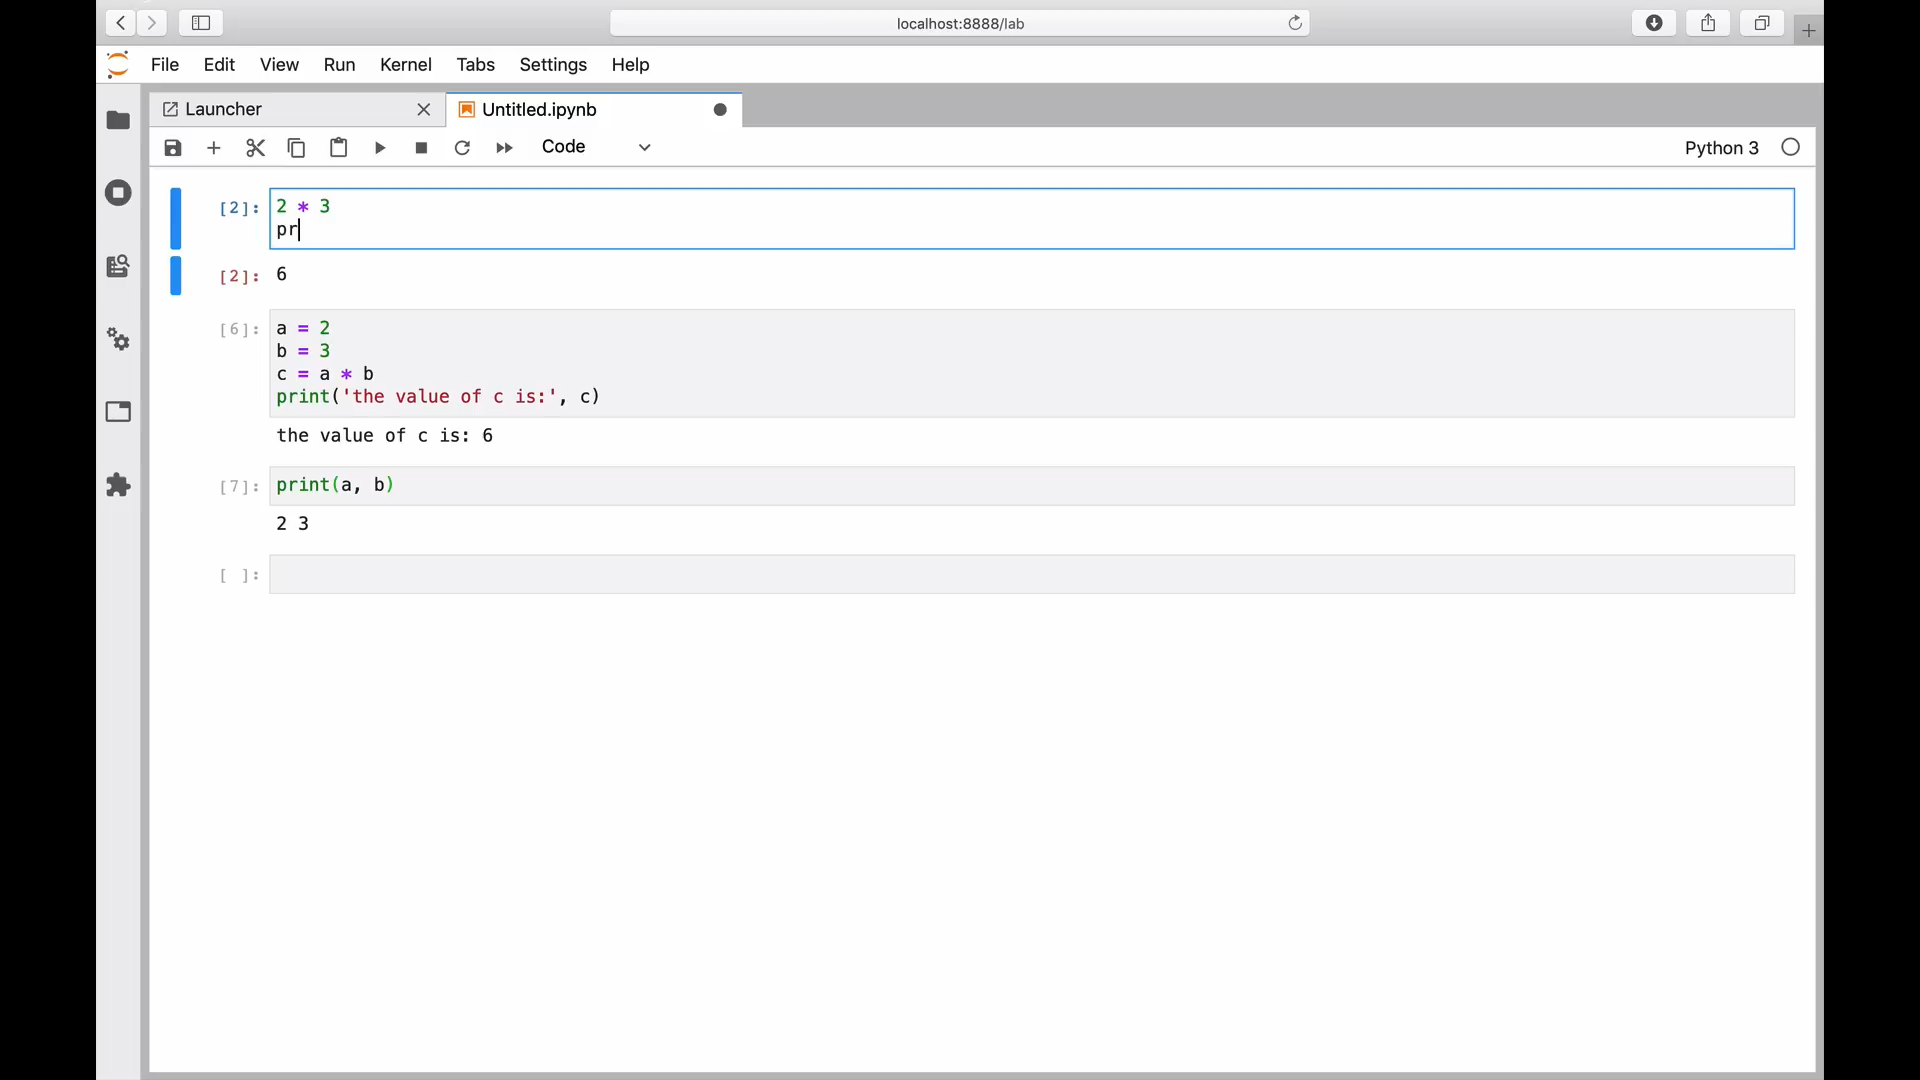 localhost:8888/lab
File Edit View Run Kernel Tabs Settings Help
Launcher Untitled.ipynb
Code Python 3
[2]: 2 * 3
pr
[2]: 6
[6]: a = 2
b = 3
c = a * b
print('the value of c is:', c)
the value of c is: 6
[7]: print(a, b)
2 3
[ ]: